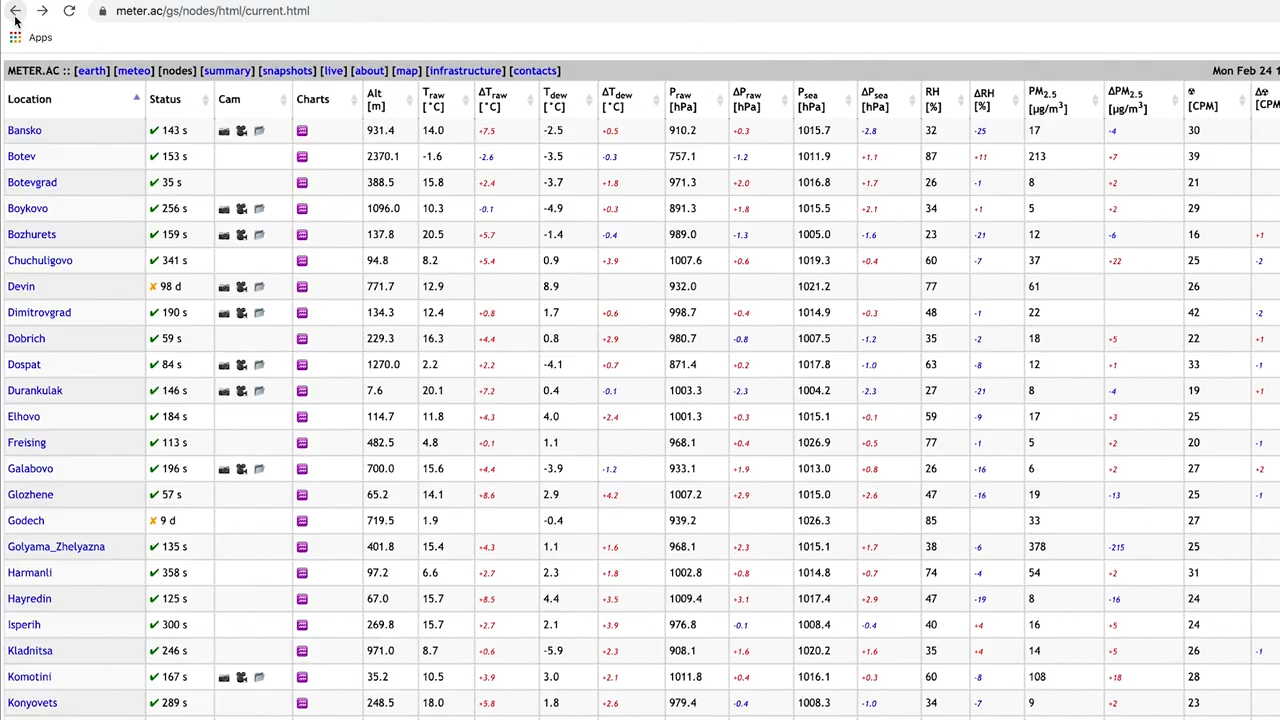 meter.ac/gs/nodes/html/current.html
Apps
METER.AC :: [earth] [meteo] [nodes] [summary] [snapshots] [live] [about] [map] [infrastructure] [contacts] Mon Feb 24 1
Location Status Cam Charts Alt [m] Traw [°C] ΔTraw [°C] Tdew [°C] ΔTdew [°C] Praw [hPa] ΔPraw [hPa] Psea [hPa] ΔPsea [hPa] RH [%] ΔRH [%] PM2.5 [µg/m3] ΔPM2.5 [µg/m3] ☢ [CPM] Δ☢ [CPM
Bansko ✔ 143 s 931.4 14.0 +7.5 -2.5 +0.5 910.2 +0.3 1015.7 -2.8 32 -25 17 -4 30
Botev ✔ 153 s 2370.1 -1.6 -2.6 -3.5 -0.3 757.1 -1.2 1011.9 +1.1 87 +11 213 +7 39
Botevgrad ✔ 35 s 388.5 15.8 +2.4 -3.7 +1.8 971.3 +2.0 1016.8 +1.7 26 -1 8 +2 21
Boykovo ✔ 256 s 1096.0 10.3 -0.1 -4.9 +0.3 891.3 +1.8 1015.5 +2.1 34 +1 5 +2 29
Bozhurets ✔ 159 s 137.8 20.5 +5.7 -1.4 -0.4 989.0 -1.3 1005.0 -1.6 23 -21 12 -6 16 +1
Chuchuligovo ✔ 341 s 94.8 8.2 +5.4 0.9 +3.9 1007.6 +0.6 1019.3 +0.4 60 -7 37 +22 25 -2
Devin ✘ 98 d 771.7 12.9 8.9 932.0 1021.2 77 61 26
Dimitrovgrad ✔ 190 s 134.3 12.4 +0.8 1.7 +0.6 998.7 +0.4 1014.9 +0.3 48 -1 22 42 -2
Dobrich ✔ 59 s 229.3 16.3 +4.4 0.8 +2.9 980.7 -0.8 1007.5 -1.2 35 -2 18 +5 22 +1
Dospat ✔ 84 s 1270.0 2.2 +2.2 -4.1 +0.7 871.4 +0.2 1017.8 -1.0 63 -8 12 +1 33 -1
Durankulak ✔ 146 s 7.6 20.1 +7.2 0.4 -0.1 1003.3 -2.3 1004.2 -2.3 27 -21 8 -4 19 +1
Elhovo ✔ 184 s 114.7 11.8 +4.3 4.0 +2.4 1001.3 +0.3 1015.1 +0.1 59 -9 17 +3 25
Freising ✔ 113 s 482.5 4.8 +0.1 1.1 968.1 +0.4 1026.9 +0.5 77 -1 5 +2 20 -1
Galabovo ✔ 196 s 700.0 15.6 +4.4 -3.9 -1.2 933.1 +1.9 1013.0 +0.8 26 -16 6 +2 27 +2
Glozhene ✔ 57 s 65.2 14.1 +8.6 2.9 +4.2 1007.2 +2.9 1015.0 +2.6 47 -16 19 -13 25 -1
Godech ✘ 9 d 719.5 1.9 -0.4 939.2 1026.3 85 33 27
Golyama_Zhelyazna ✔ 135 s 401.8 15.4 +4.3 1.1 +1.6 968.1 +2.3 1015.1 +1.7 38 -6 378 -215 25
Harmanli ✔ 358 s 97.2 6.6 +2.7 2.3 +1.8 1002.8 +0.8 1014.8 +0.7 74 -4 54 +2 31
Hayredin ✔ 125 s 67.0 15.7 +8.5 4.4 +3.5 1009.4 +3.1 1017.4 +2.9 47 -19 8 -16 24
Isperih ✔ 300 s 269.8 15.7 +2.7 2.1 +3.9 976.8 -0.1 1008.4 -0.4 40 +4 16 +5 24
Kladnitsa ✔ 246 s 971.0 8.7 +0.6 -5.9 +2.3 908.1 +1.6 1020.2 +1.6 35 +4 14 +5 26 -1
Komotini ✔ 167 s 35.2 10.5 +3.9 3.0 +2.1 1011.8 +0.4 1016.1 +0.3 60 -8 108 +18 28
Konyovets ✔ 289 s 248.5 18.0 +5.8 1.8 +2.6 979.4 -0.4 1008.3 -1.0 34 -7 9 +2 23